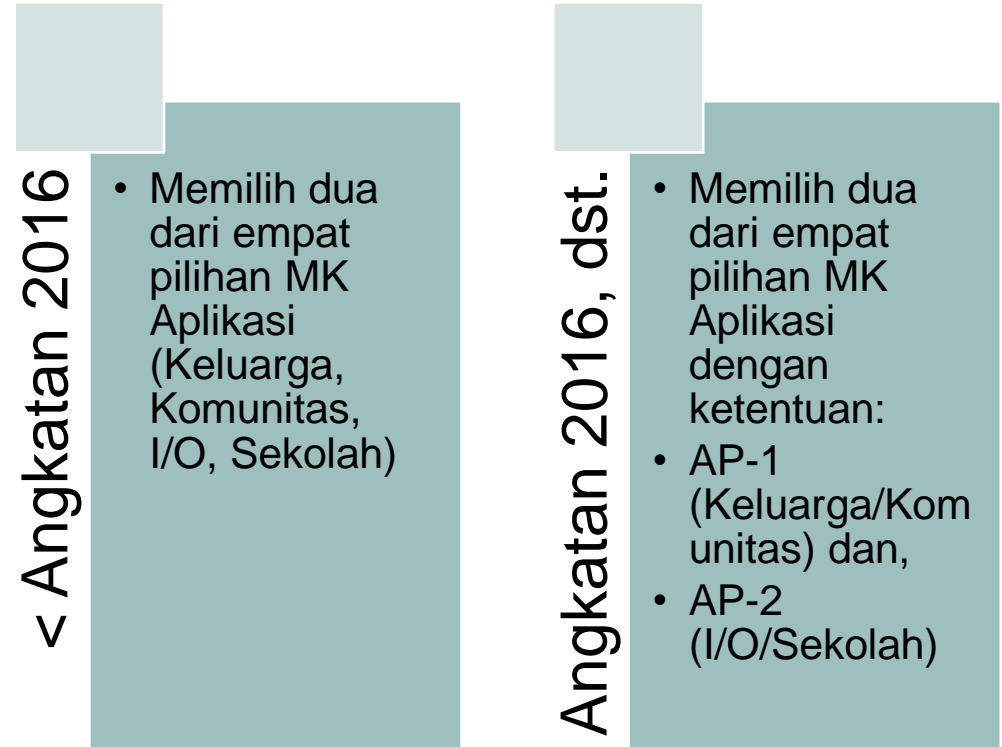 < Angkatan 2016
• Memilih dua
dari empat
pilihan MK
Aplikasi
(Keluarga,
Komunitas,
I/O, Sekolah)
Angkatan 2016, dst.
• Memilih dua
dari empat
pilihan MK
Aplikasi
dengan
ketentuan:
• AP-1
(Keluarga/Kom
unitas) dan,
• AP-2
(I/O/Sekolah)